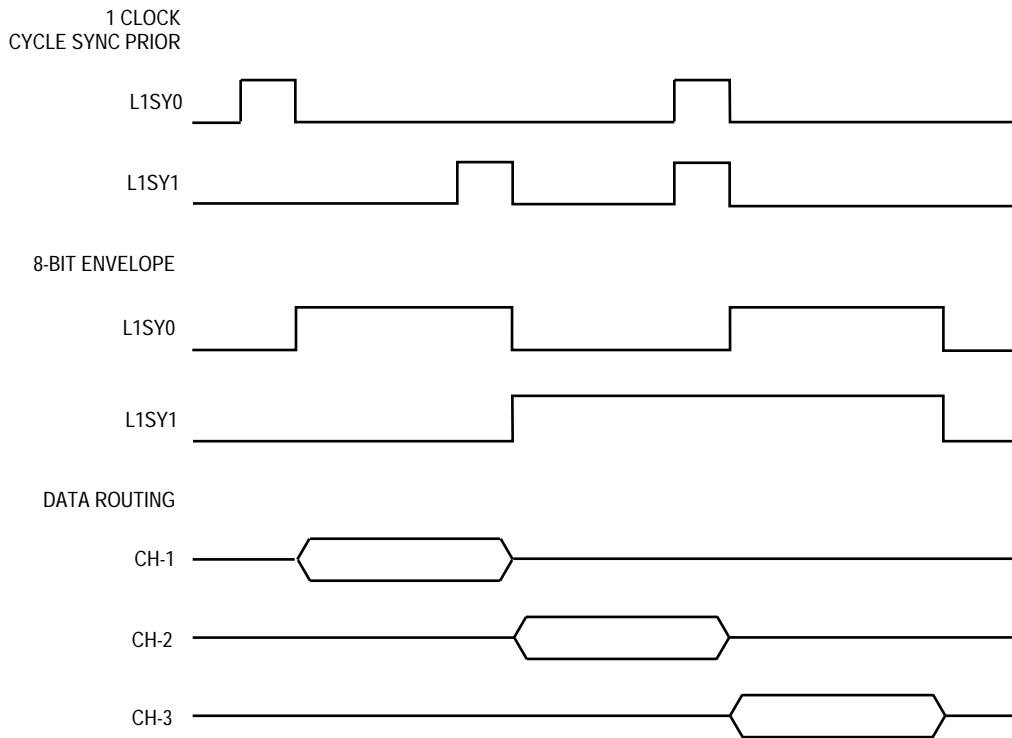 1 CLOCK
CYCLE SYNC PRIOR
L1SY0
L1SY1
8-BIT ENVELOPE
L1SY0
L1SY1
DATA ROUTING
CH-1
CH-2
CH-3